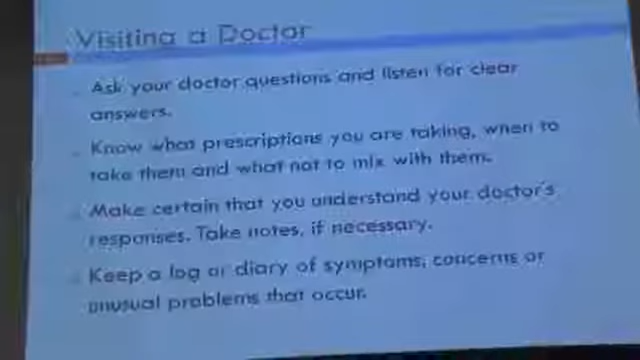 Visiting a Doctor
Ask your doctor questions and listen for clear
answers.
Know what prescriptions you are taking, when to
take them and what not to mix with them.
Make certain that you understand your doctor's
responses. Take notes, if necessary.
Keep a log or diary of symptoms, concerns or
unusual problems that occur.